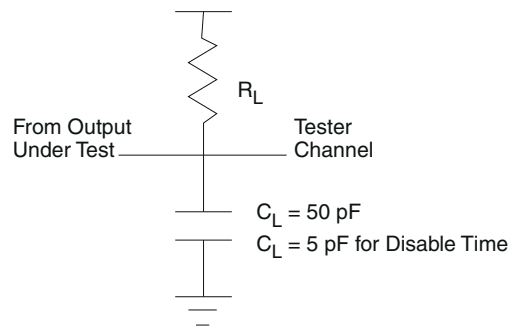 R_L
From Output
Under Test
Tester
Channel
C_L = 50 pF
C_L = 5 pF for Disable Time